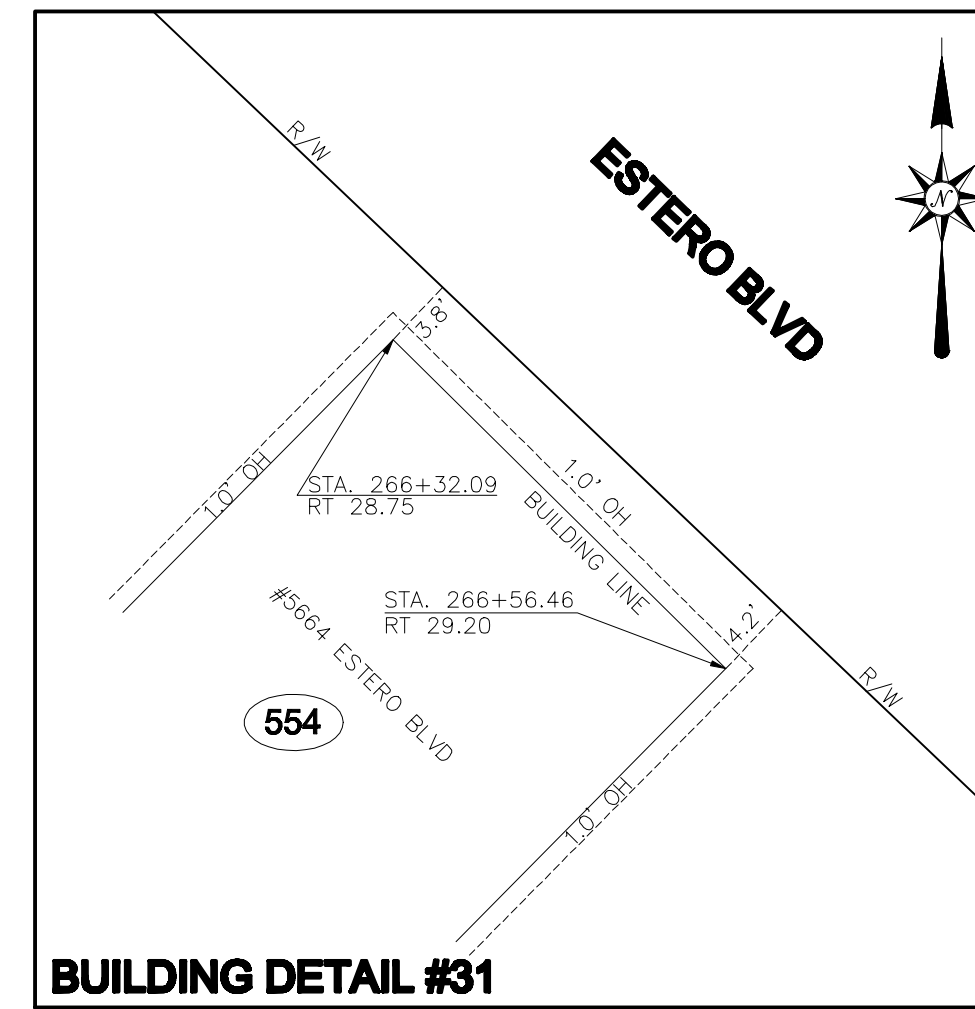 R/W
ESTERO BLVD
N
3.8'
1.0' OH
STA. 266+32.09
RT 28.75
1.0' OH
BUILDING LINE
STA. 266+56.46
RT 29.20
4.2'
#5664 ESTERO BLVD
R/W
554
1.0' OH
BUILDING DETAIL #31